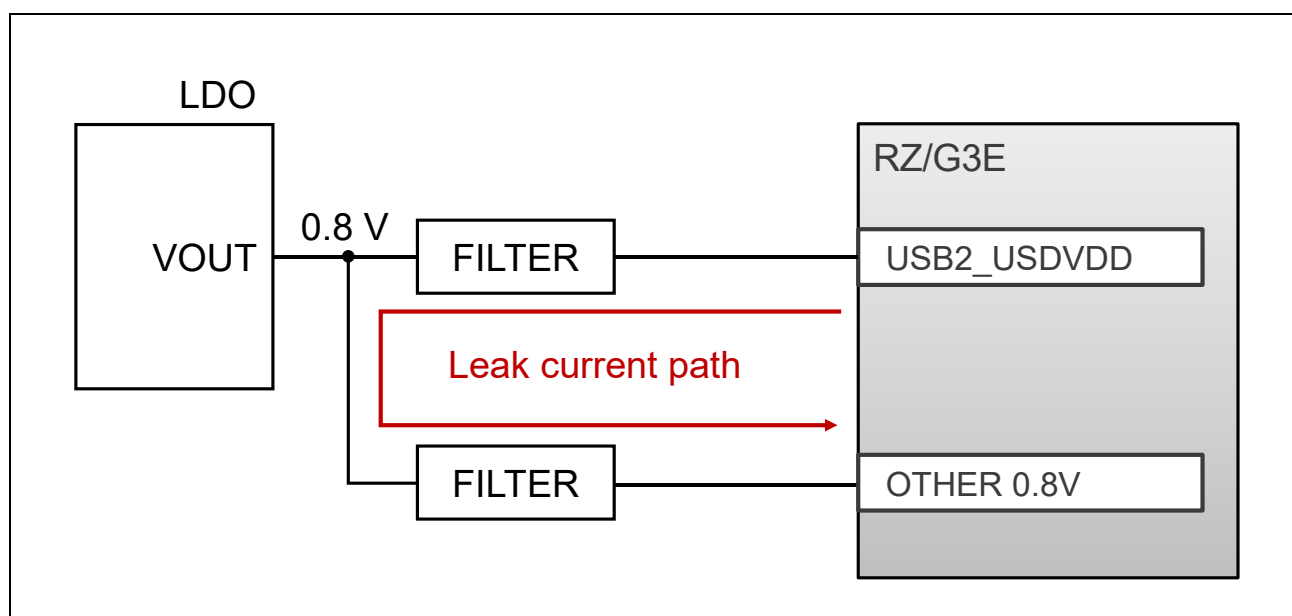 LDO
RZ/G3E
0.8 V
VOUT
FILTER
USB2_USDVDD
Leak current path
FILTER
OTHER 0.8V